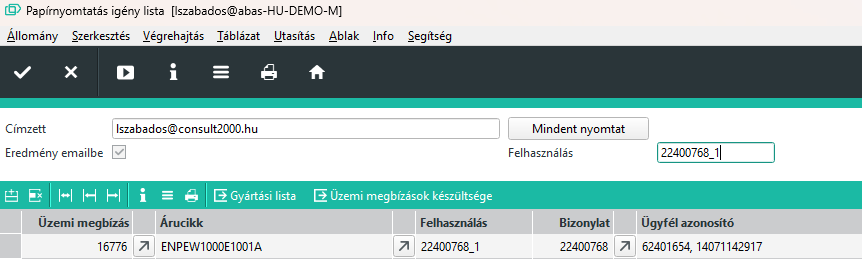 Papírnyomtatás igény lista [lszabados@abas-HU-DEMO-M]
Állomány Szerkesztés Végrehajtás Táblázat Utasítás Ablak Info Segítség
Címzett lszabados@consult2000.hu Mindent nyomtat
Eredmény emailbe Felhasználás 22400768_1
Gyártási lista Üzemi megbízások készültsége
Üzemi megbízás Árucikk Felhasználás Bizonylat Ügyfél azonosító
16776 ENPEW1000E1001A 22400768_1 22400768 62401654, 14071142917